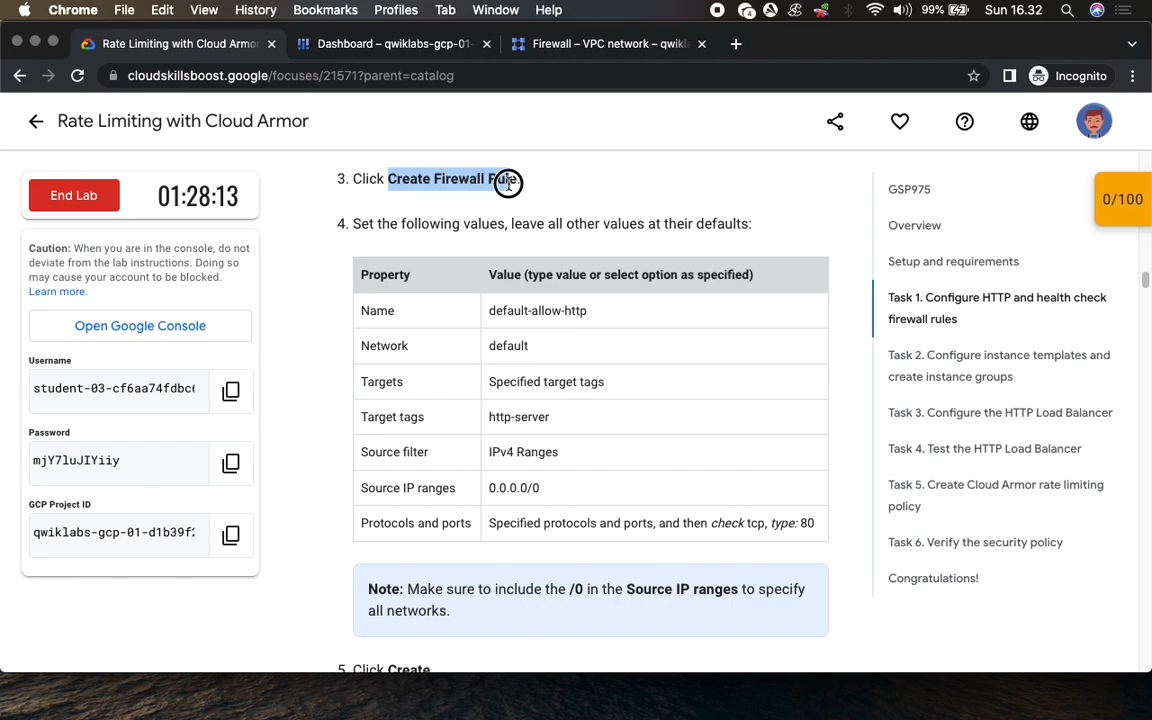 Chrome File Edit View History Bookmarks Profiles Tab Window Help 99% Sun 16.32
Rate Limiting with Cloud Armor
Dashboard – qwiklabs-gcp-01-
Firewall – VPC network – qwikla
cloudskillsboost.google/focuses/21571?parent=catalog
Incognito
Rate Limiting with Cloud Armor
End Lab
01:28:13
Caution: When you are in the console, do not
deviate from the lab instructions. Doing so
may cause your account to be blocked.
Learn more.
Open Google Console
Username
student-03-cf6aa74fdbc6
Password
mjY7luJIYiiy
GCP Project ID
qwiklabs-gcp-01-d1b39f2
3. Click Create Firewall Rule.
4. Set the following values, leave all other values at their defaults:
Property Value (type value or select option as specified)
Name default-allow-http
Network default
Targets Specified target tags
Target tags http-server
Source filter IPv4 Ranges
Source IP ranges 0.0.0.0/0
Protocols and ports Specified protocols and ports, and then check tcp, type: 80
Note: Make sure to include the /0 in the Source IP ranges to specify
all networks.
5. Click Create
GSP975
Overview
Setup and requirements
Task 1. Configure HTTP and health check
firewall rules
Task 2. Configure instance templates and
create instance groups
Task 3. Configure the HTTP Load Balancer
Task 4. Test the HTTP Load Balancer
Task 5. Create Cloud Armor rate limiting
policy
Task 6. Verify the security policy
Congratulations!
0/100